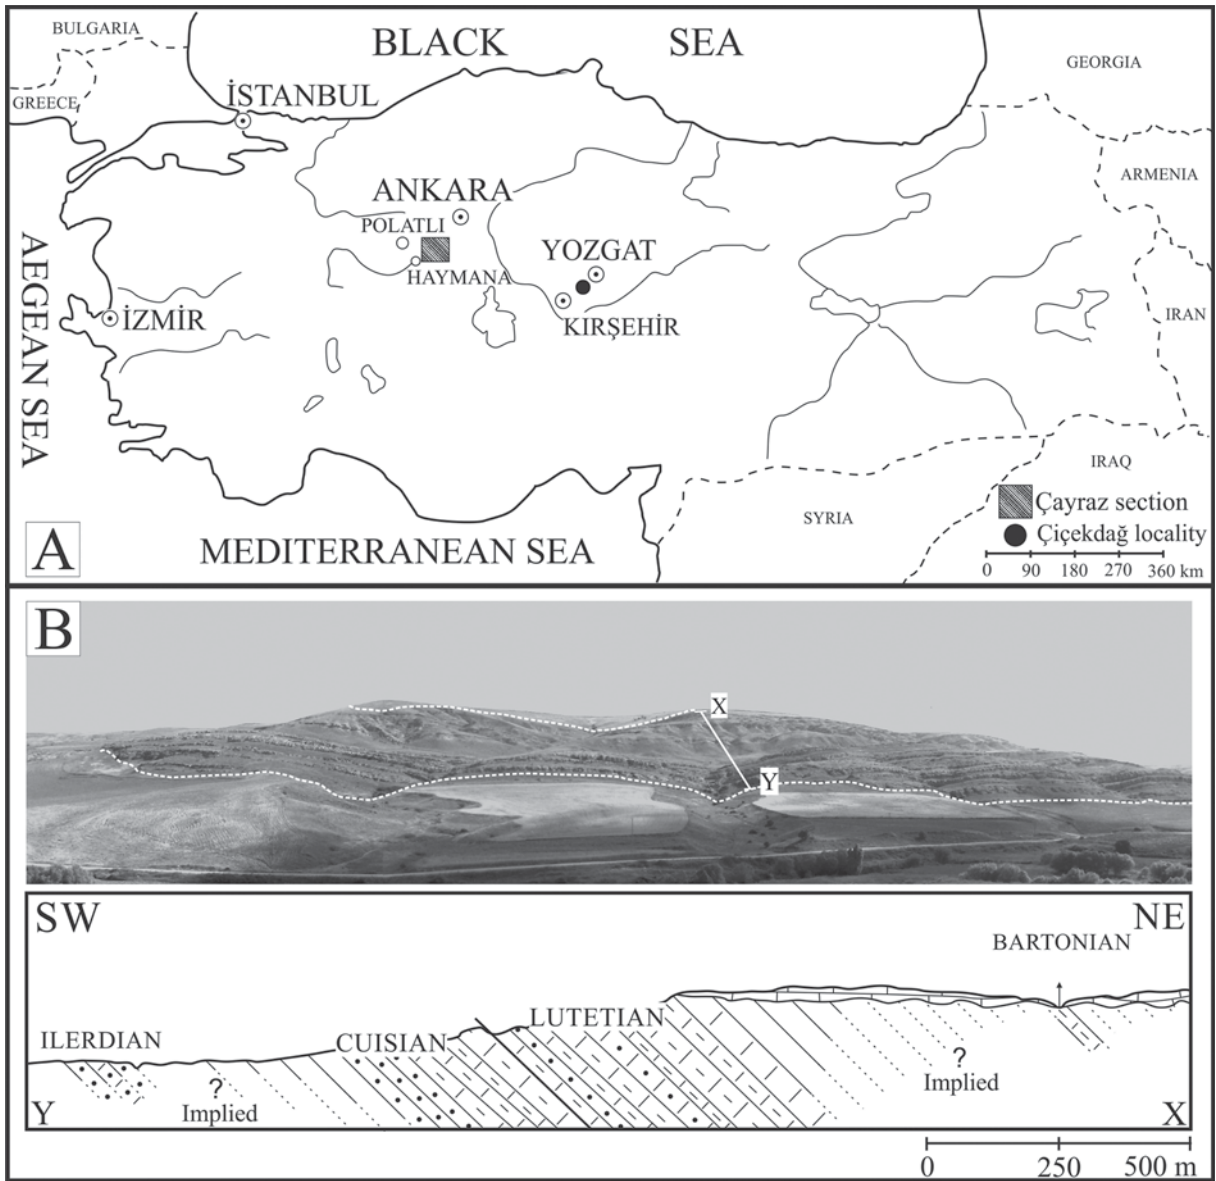 BULGARIA
BLACK SEA
GEORGIA
GREECE
İSTANBUL
ARMENIA
ANKARA
POLATLI
YOZGAT
HAYMANA
AEGEAN SEA
İZMİR
KIRŞEHİR
IRAN
IRAQ
SYRIA
Çayraz section
Çiçekdağ locality
A
MEDITERRANEAN SEA
0 90 180 270 360 km
B
X
Y
SW
NE
BARTONIAN
LUTETIAN
ILERDIAN
CUISIAN
?
Implied
?
Implied
Y
X
0 250 500 m